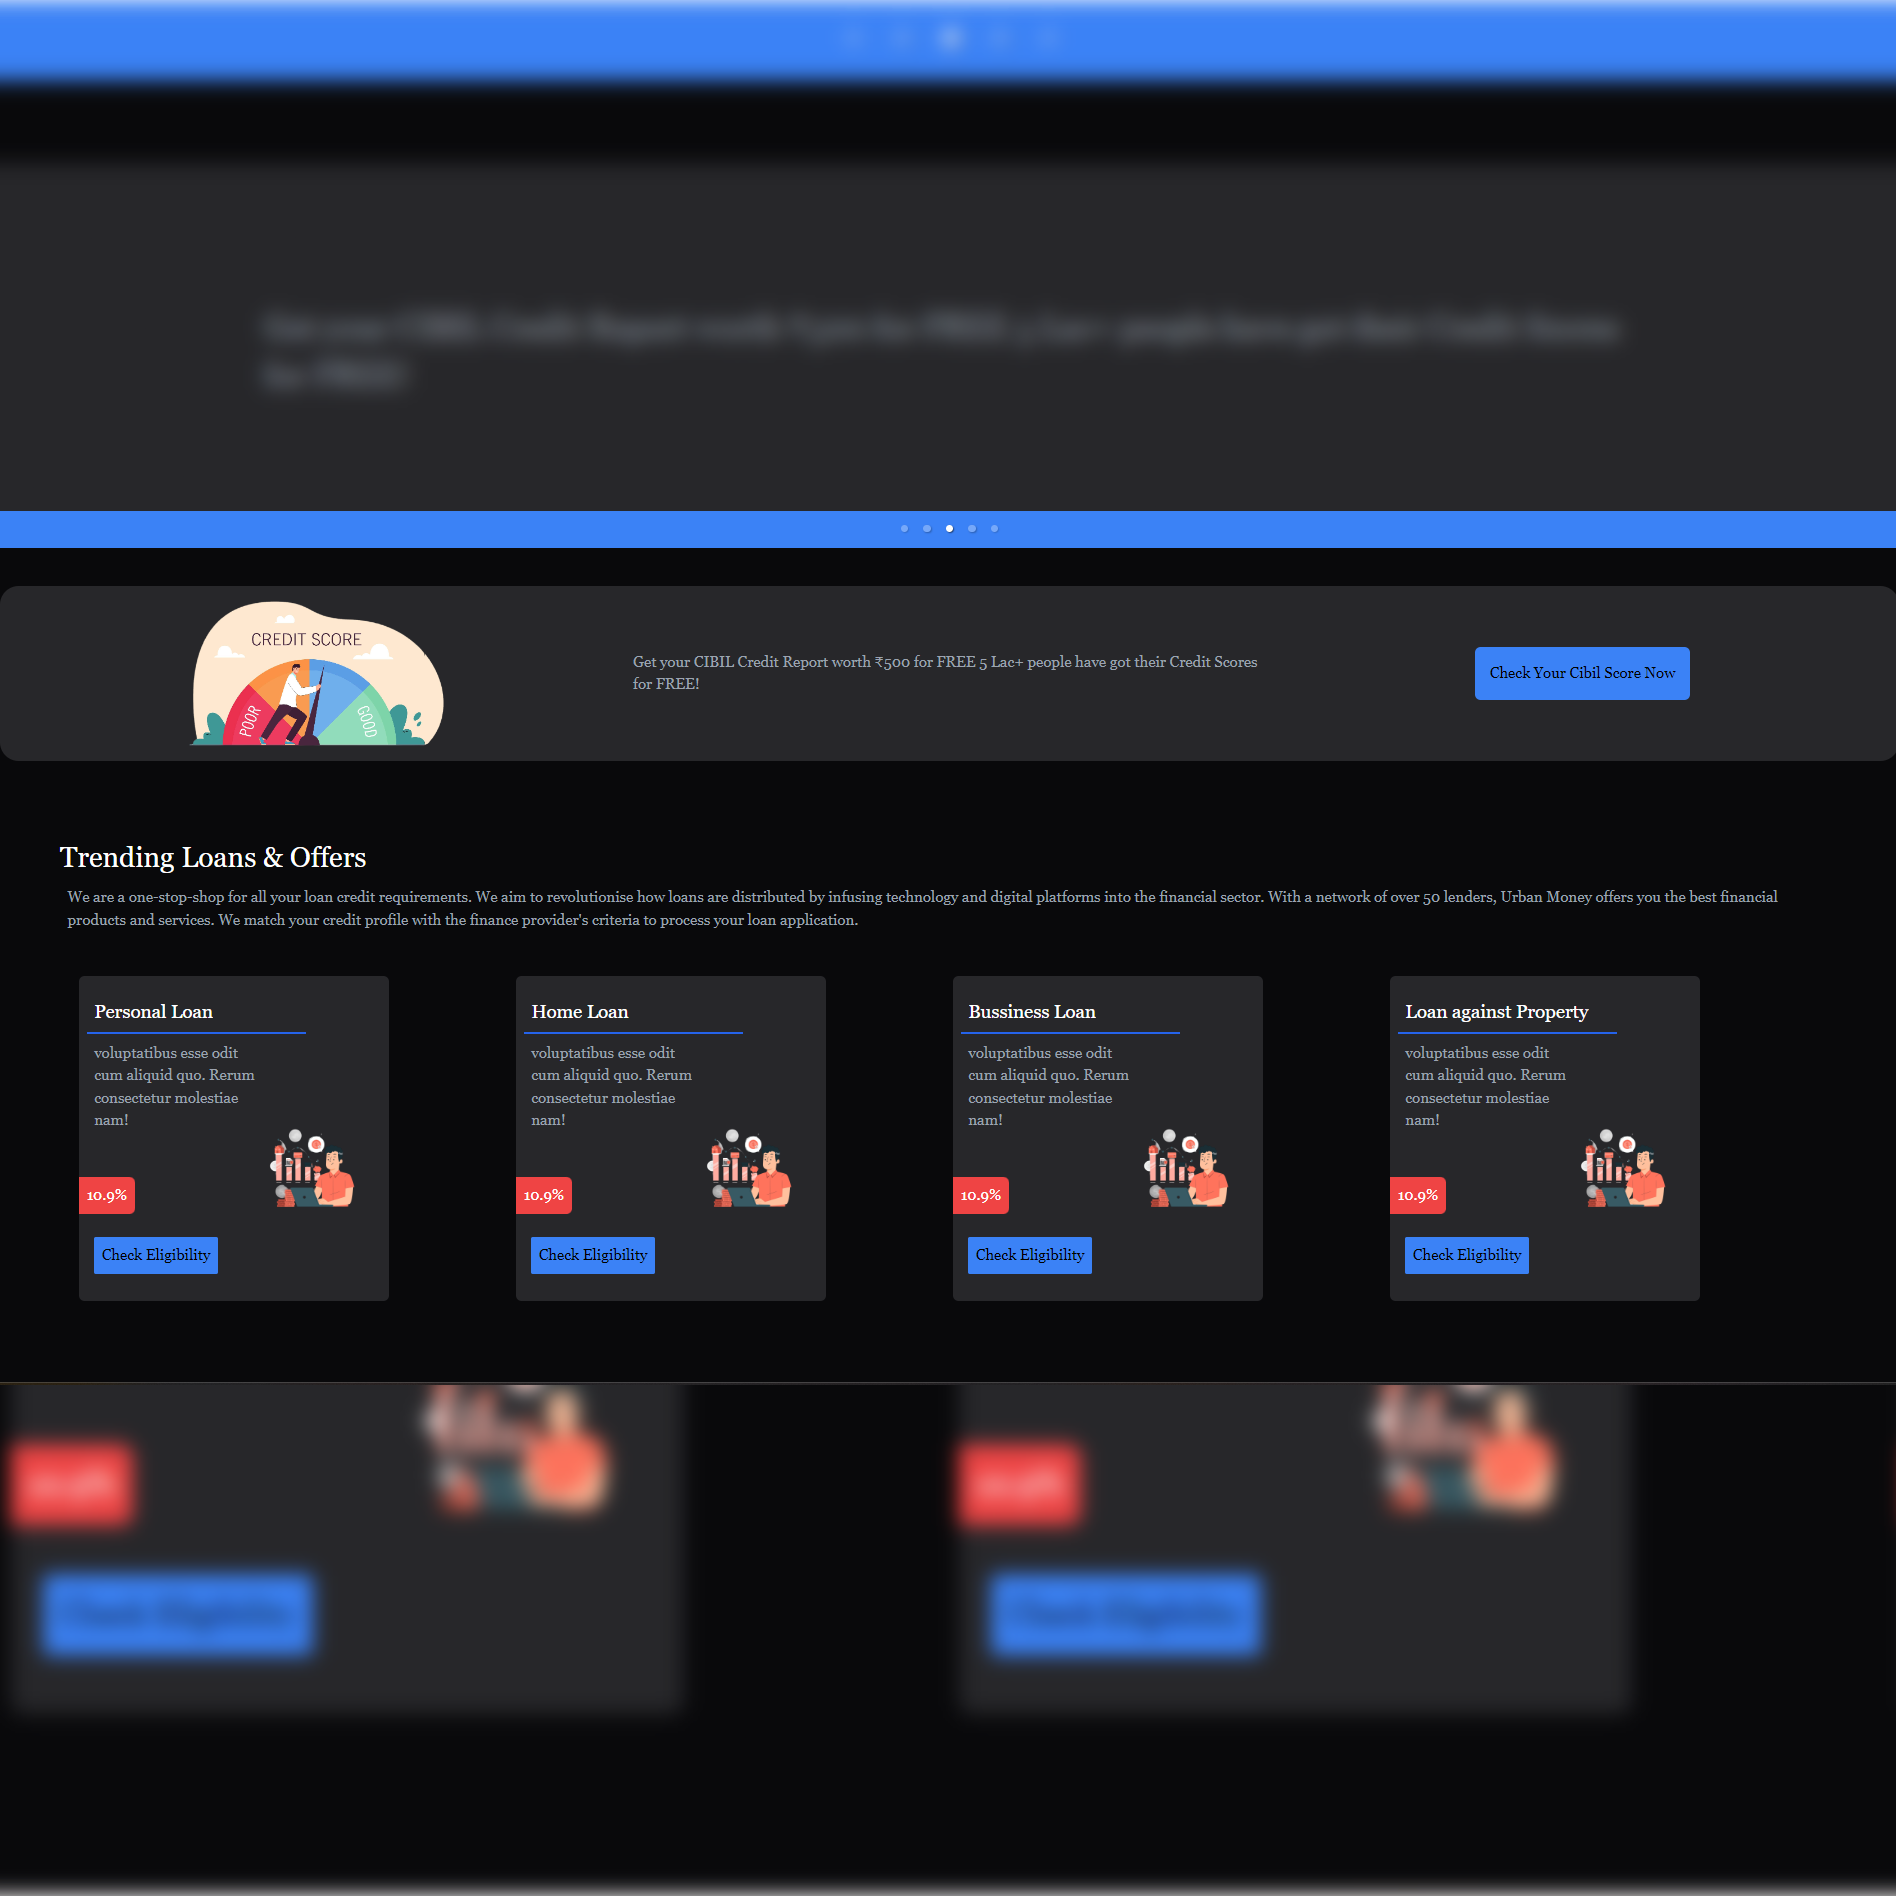 CREDIT SCORE
POOR
GOOD
Get your CIBIL Credit Report worth ₹500 for FREE 5 Lac+ people have got their Credit Scores
for FREE!
Check Your Cibil Score Now
Trending Loans & Offers
We are a one-stop-shop for all your loan credit requirements. We aim to revolutionise how loans are distributed by infusing technology and digital platforms into the financial sector. With a network of over 50 lenders, Urban Money offers you the best financial
products and services. We match your credit profile with the finance provider's criteria to process your loan application.
Personal Loan
voluptatibus esse odit
cum aliquid quo. Rerum
consectetur molestiae
nam!
10.9%
Check Eligibility
Home Loan
voluptatibus esse odit
cum aliquid quo. Rerum
consectetur molestiae
nam!
10.9%
Check Eligibility
Bussiness Loan
voluptatibus esse odit
cum aliquid quo. Rerum
consectetur molestiae
nam!
10.9%
Check Eligibility
Loan against Property
voluptatibus esse odit
cum aliquid quo. Rerum
consectetur molestiae
nam!
10.9%
Check Eligibility